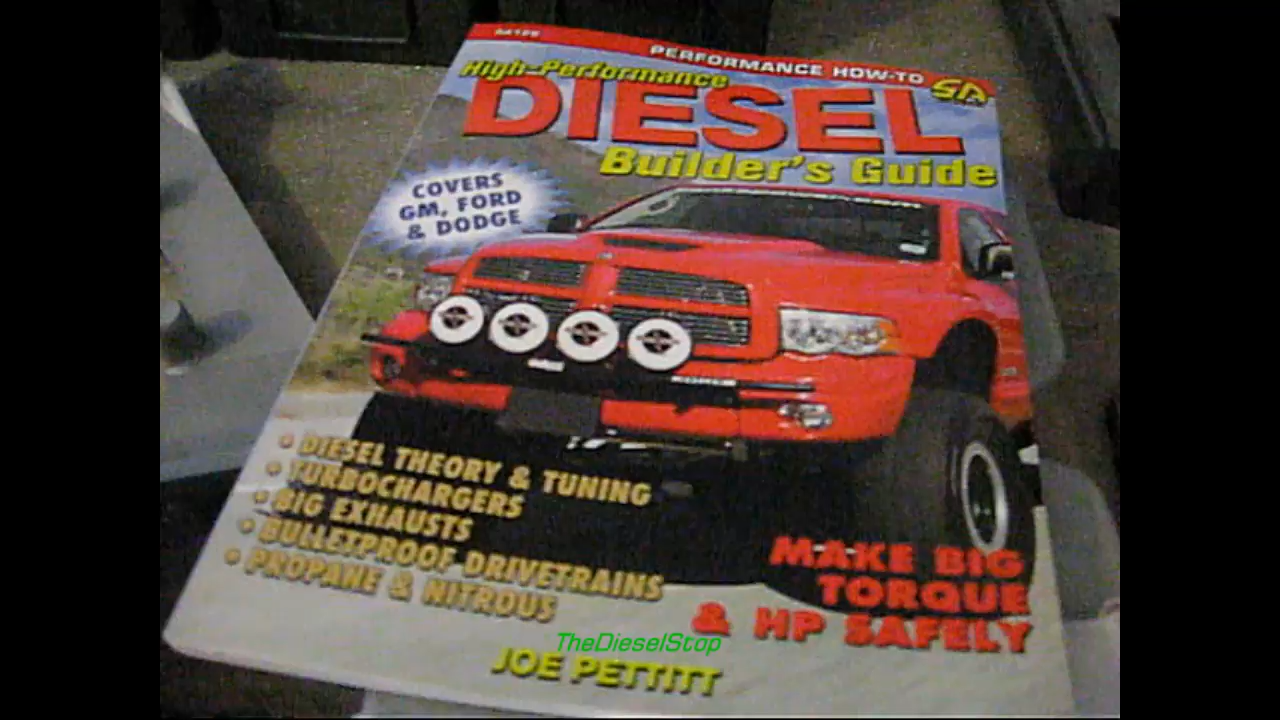 PERFORMANCE HOW-TO
SA
High-Performance
DIESEL
Builder's Guide
COVERS
GM, FORD
& DODGE
• DIESEL THEORY & TUNING
• TURBOCHARGERS
• BIG EXHAUSTS
• BULLETPROOF DRIVETRAINS
• PROPANE & NITROUS
MAKE BIG
TORQUE
& HP SAFELY
TheDieselStop
JOE PETTITT